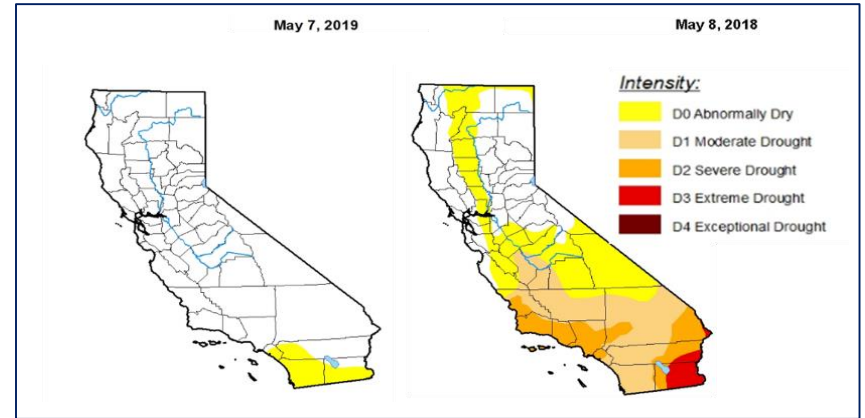 May 7, 2019
May 8, 2018
Intensity:
D0 Abnormally Dry
D1 Moderate Drought
D2 Severe Drought
D3 Extreme Drought
D4 Exceptional Drought